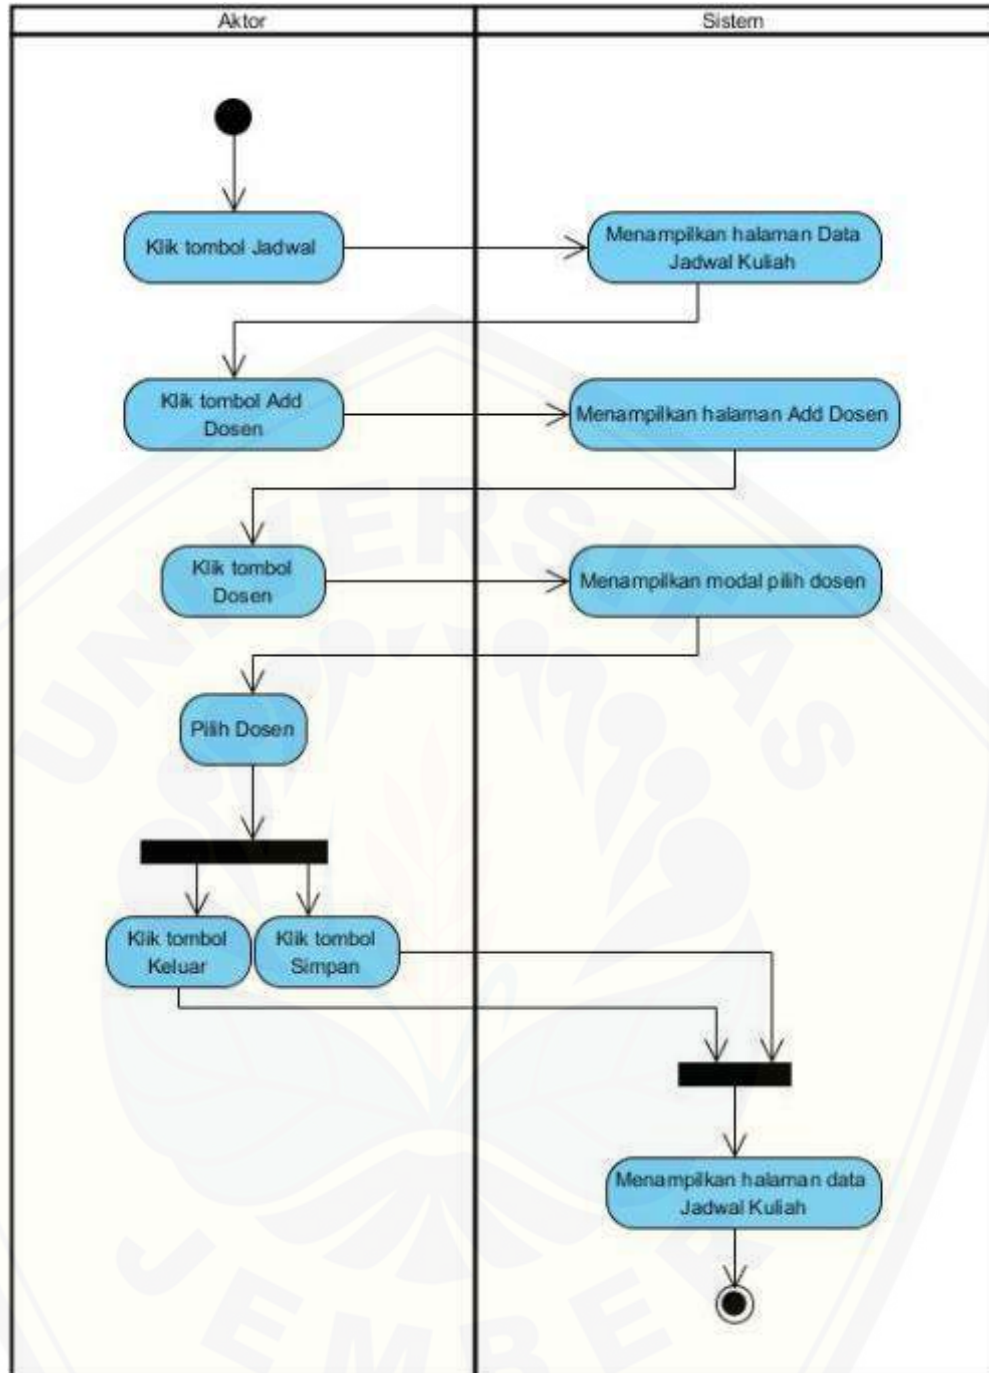 Aktor
Sistem
Klik tombol Jadwal
Menampilkan halaman Data
Jadwal Kuliah
Klik tombol Add
Dosen
Menampilkan halaman Add Dosen
Klik tombol
Dosen
Menampilkan modal pilih dosen
Pilih Dosen
Klik tombol
Keluar
Klik tombol
Simpan
Menampilkan halaman data
Jadwal Kuliah
UNIVERSITAS
JEMBER